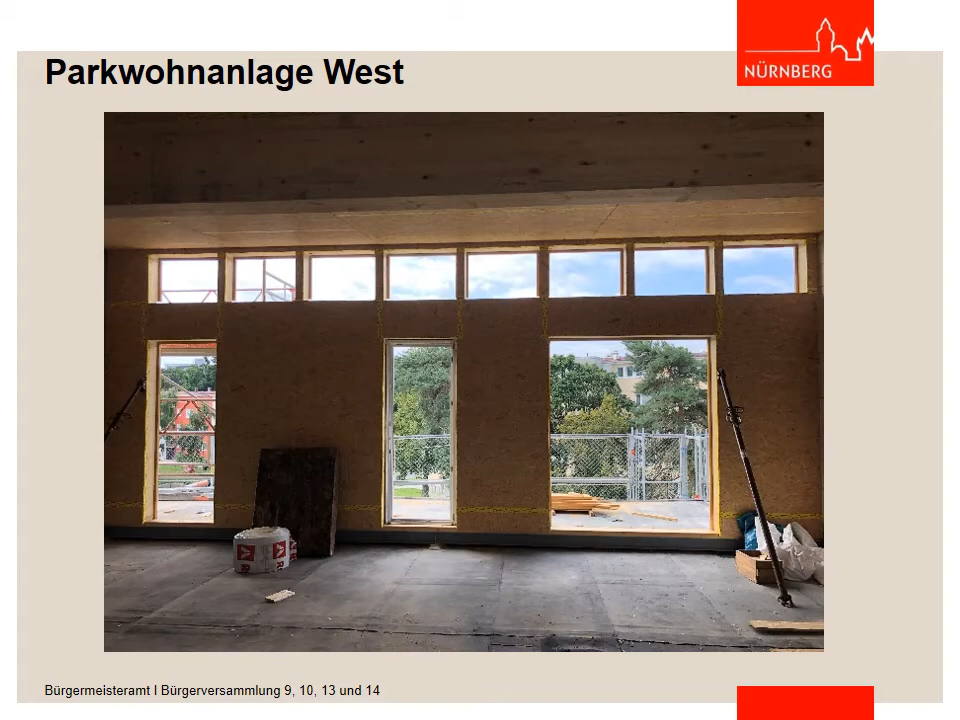 Parkwohnanlage West
NÜRNBERG
Bürgermeisteramt I Bürgerversammlung 9, 10, 13 und 14